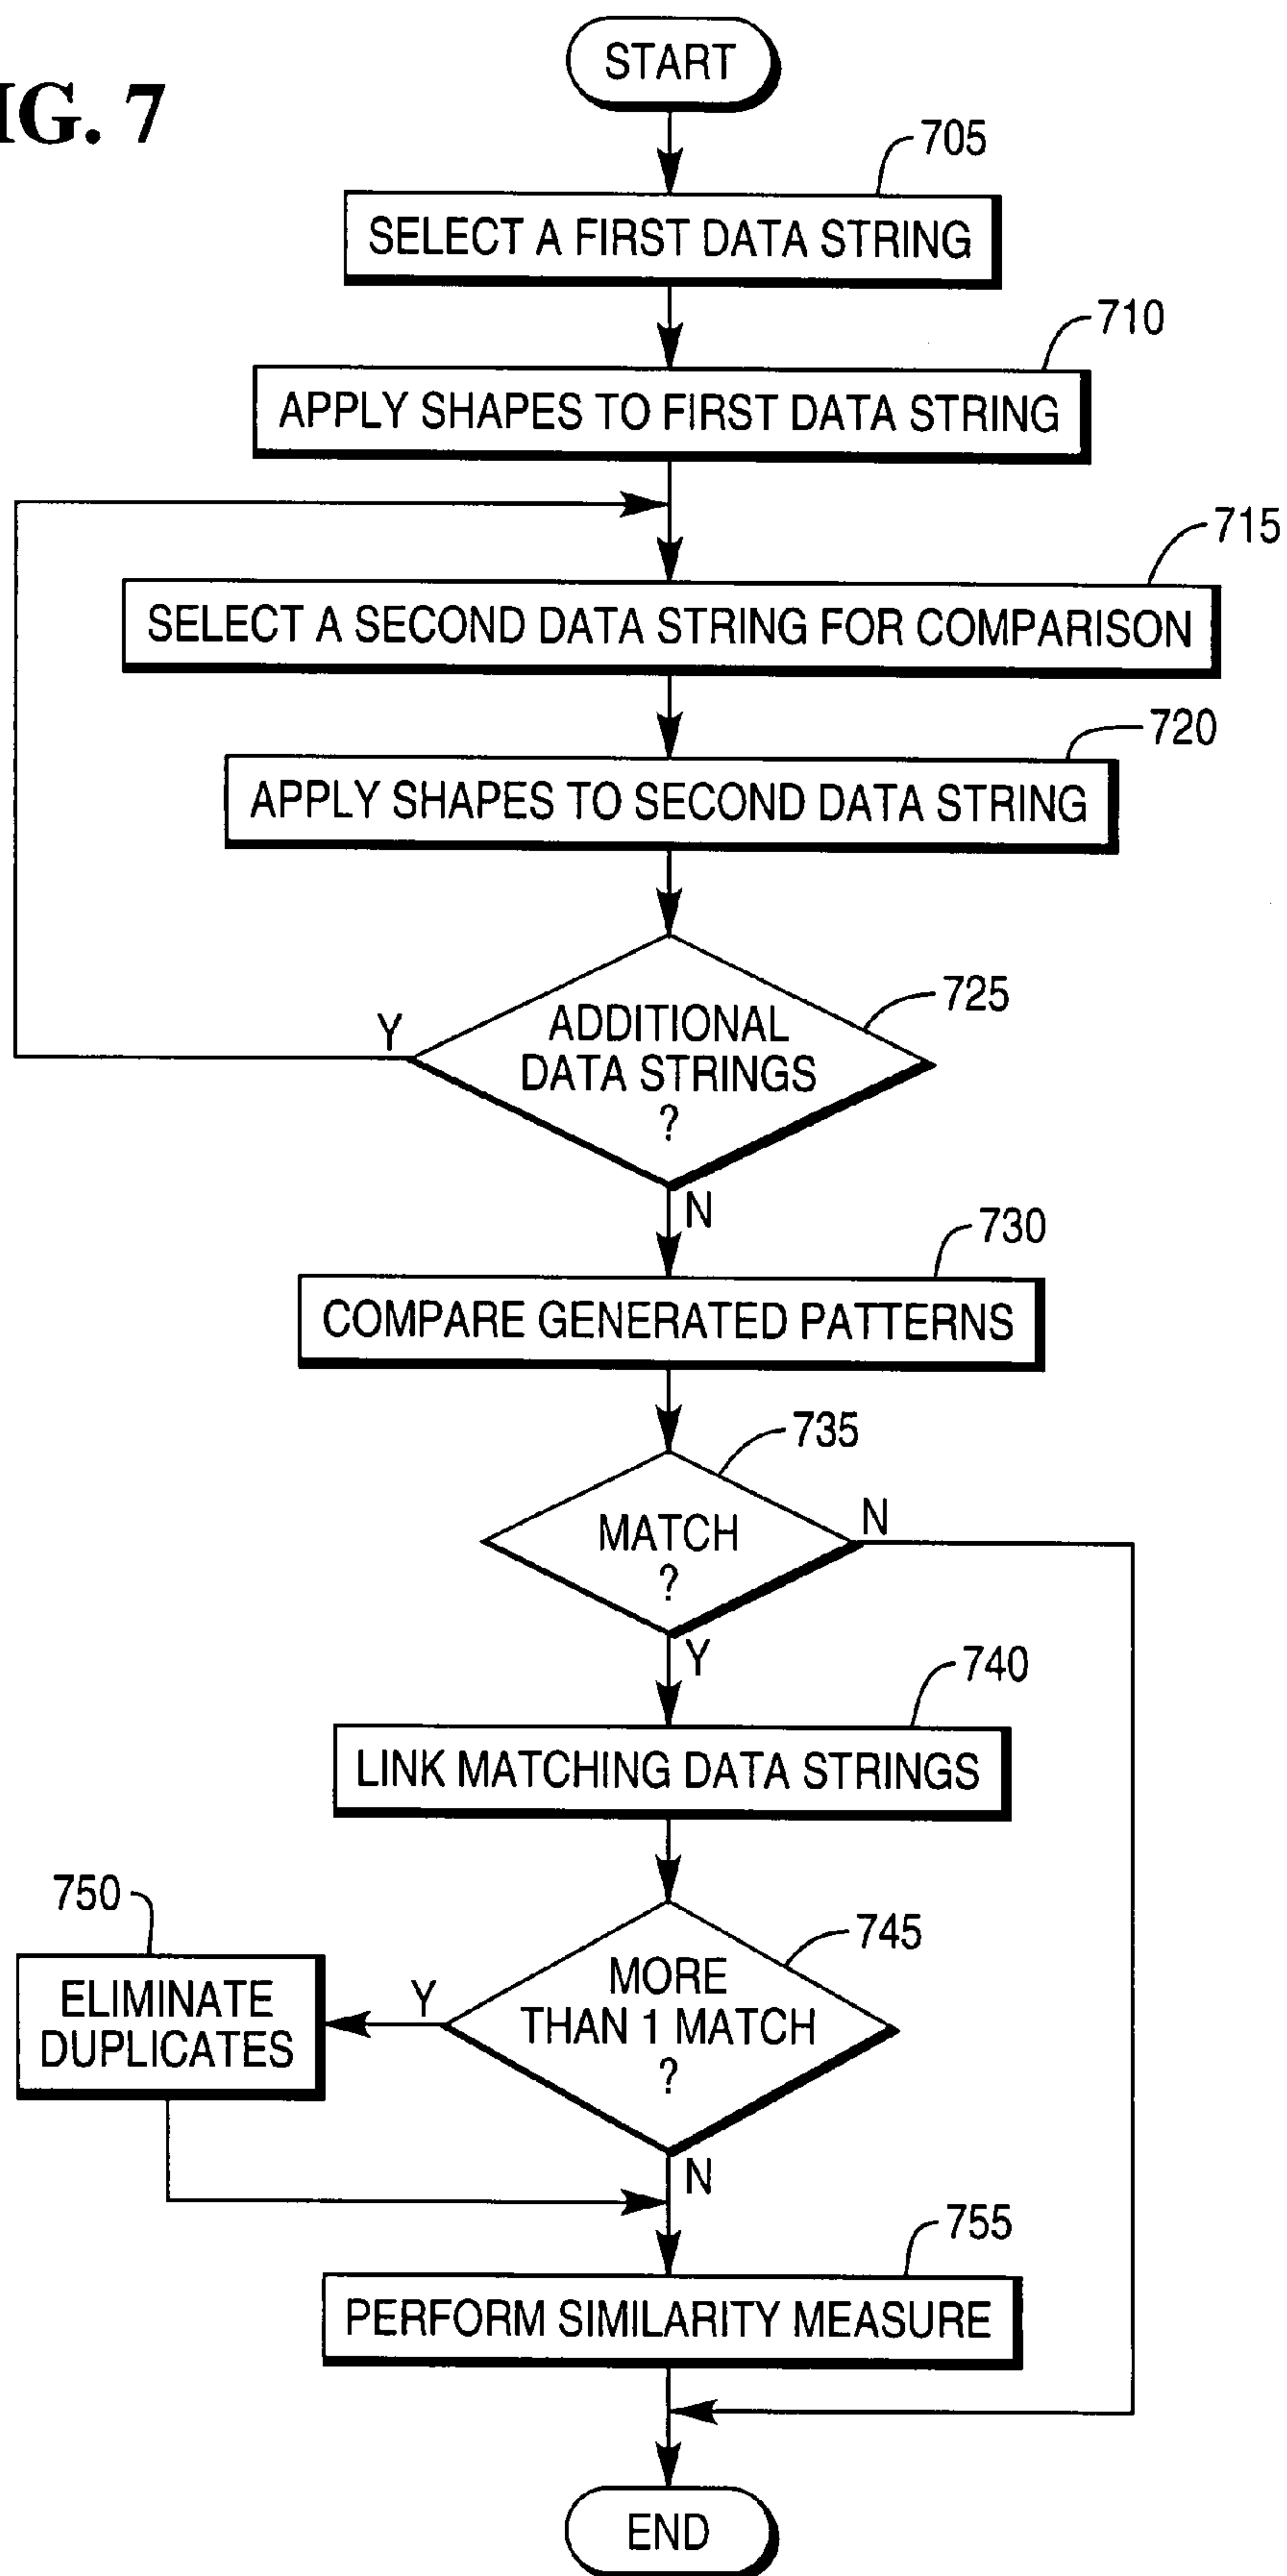 START
IG. 7
705
SELECT A FIRST DATA STRING
710
APPLY SHAPES TO FIRST DATA STRING
715
SELECT A SECOND DATA STRING FOR COMPARISON
720
APPLY SHAPES TO SECOND DATA STRING
725
Y
ADDITIONAL
DATA STRINGS
?
N
730
COMPARE GENERATED PATTERNS
735
N
MATCH
?
Y
740
LINK MATCHING DATA STRINGS
750
745
ELIMINATE
DUPLICATES
Y
MORE
THAN 1 MATCH
?
N
755
PERFORM SIMILARITY MEASURE
END